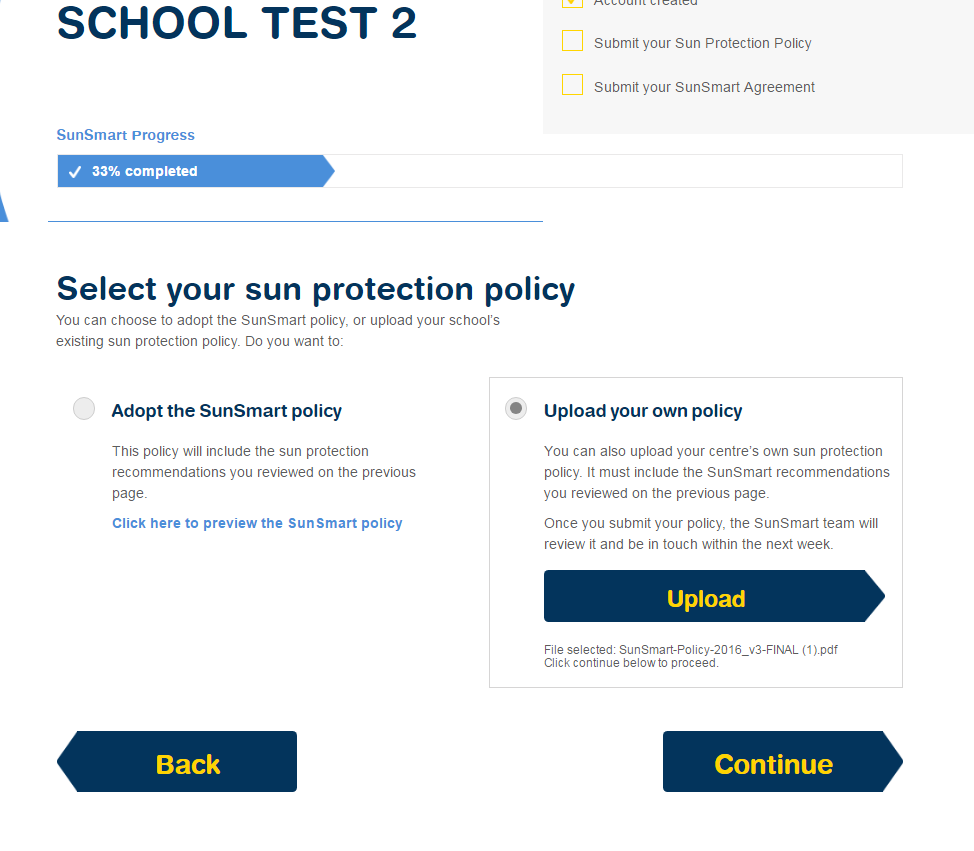 SCHOOL TEST 2
Account created
Submit your Sun Protection Policy
Submit your SunSmart Agreement
SunSmart Progress
33% completed
Select your sun protection policy
You can choose to adopt the SunSmart policy, or upload your school's
existing sun protection policy. Do you want to:
Adopt the SunSmart policy
This policy will include the sun protection
recommendations you reviewed on the previous
page.
Click here to preview the SunSmart policy
Upload your own policy
You can also upload your centre's own sun protection
policy. It must include the SunSmart recommendations
you reviewed on the previous page.
Once you submit your policy, the SunSmart team will
review it and be in touch within the next week.
Upload
File selected: SunSmart-Policy-2016_v3-FINAL (1).pdf
Click continue below to proceed.
Back
Continue